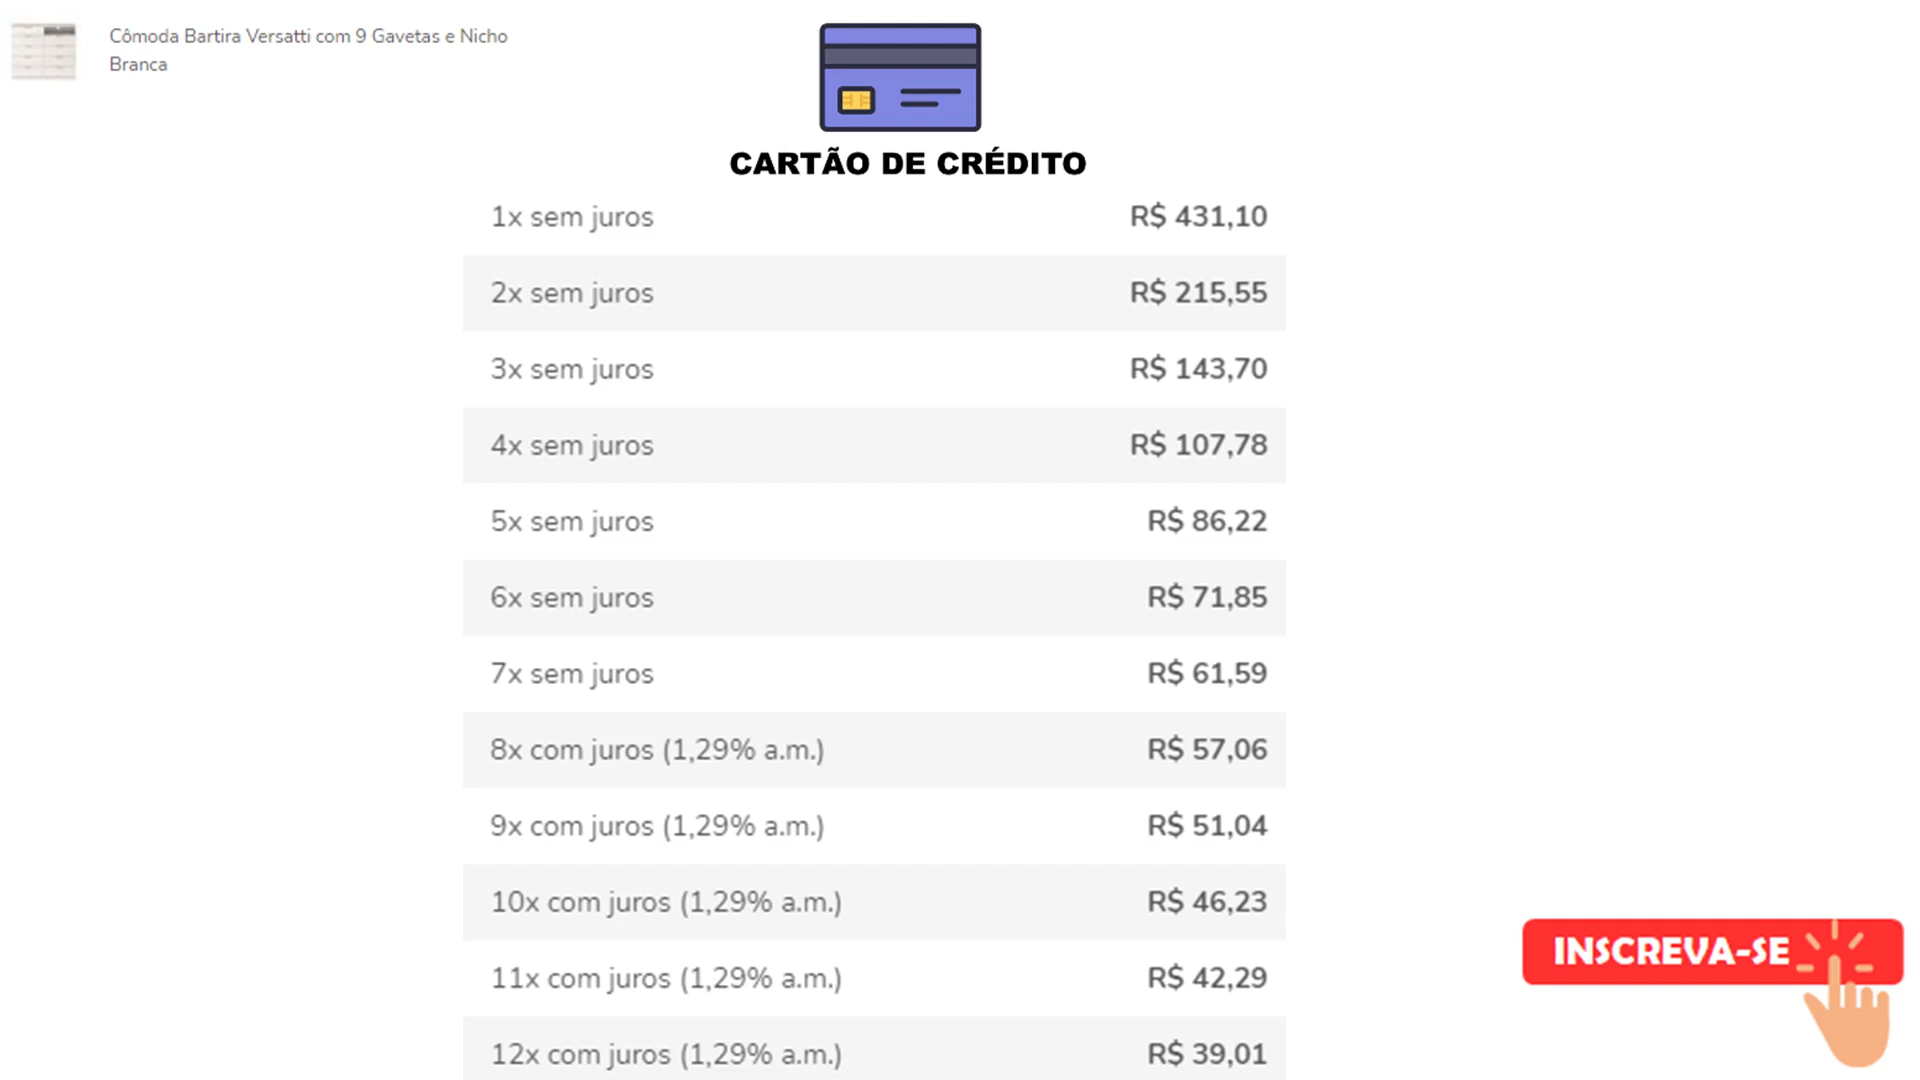 Cômoda Bartira Versatti com 9 Gavetas e Nicho
Branca
CARTÃO DE CRÉDITO
1x sem juros R$ 431,10
2x sem juros R$ 215,55
3x sem juros R$ 143,70
4x sem juros R$ 107,78
5x sem juros R$ 86,22
6x sem juros R$ 71,85
7x sem juros R$ 61,59
8x com juros (1,29% a.m.) R$ 57,06
9x com juros (1,29% a.m.) R$ 51,04
10x com juros (1,29% a.m.) R$ 46,23
11x com juros (1,29% a.m.) R$ 42,29
12x com juros (1,29% a.m.) R$ 39,01
INSCREVA-SE